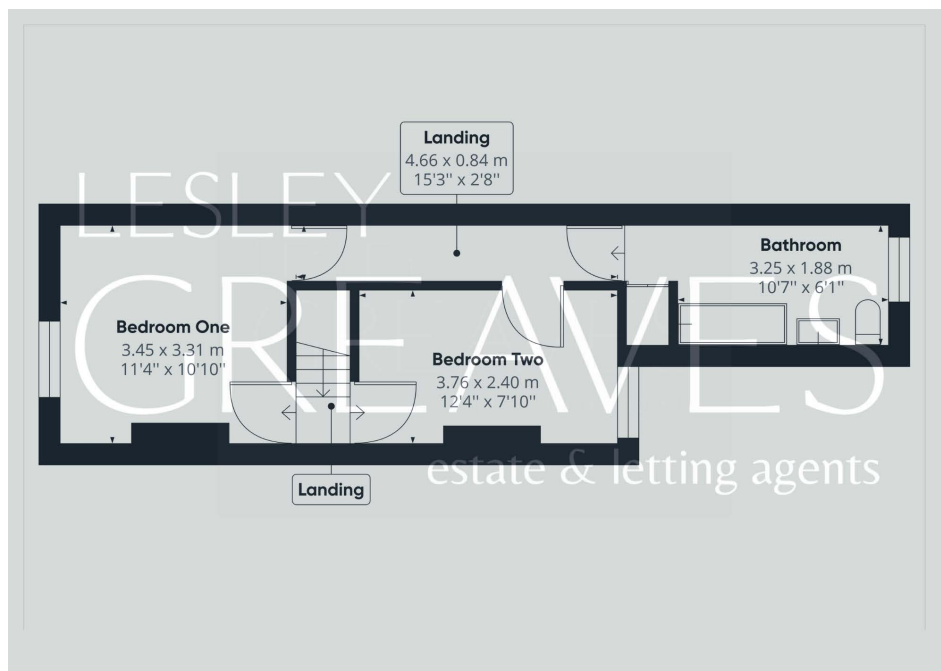 Landing
4.66 x 0.84 m
15'3" x 2'8"
LESLEY
GREAVES
estate & letting agents
Bathroom
3.25 x 1.88 m
10'7" x 6'1"
Bedroom One
3.45 x 3.31 m
11'4" x 10'10"
Bedroom Two
3.76 x 2.40 m
12'4" x 7'10"
Landing